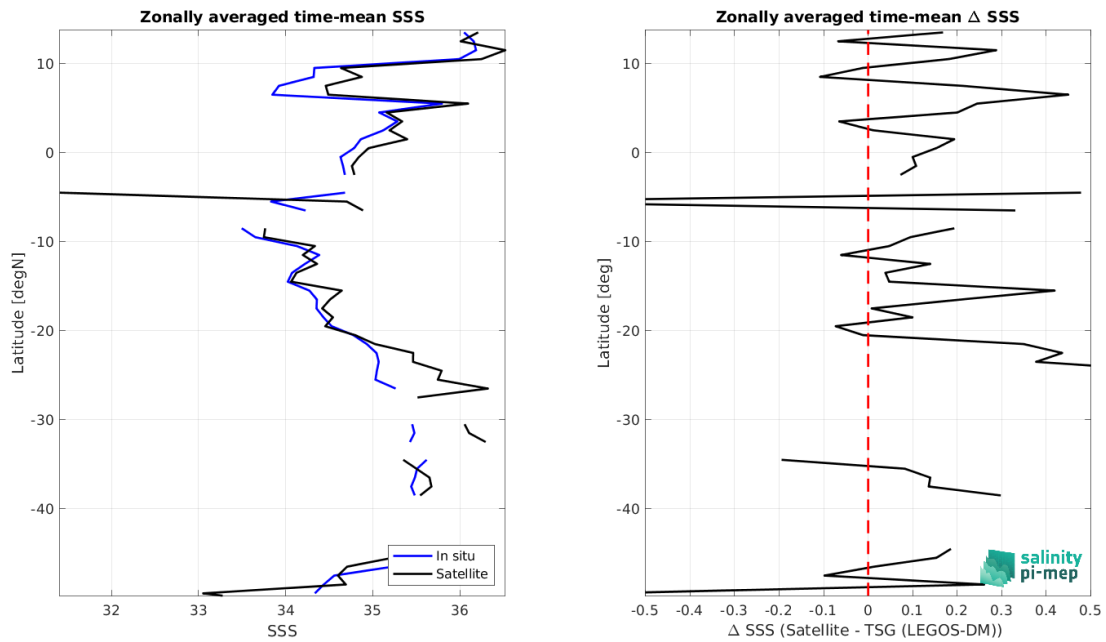 Zonally averaged time-mean SSS
10
0
-10
-20
-30
-40
Latitude [degN]
32
33
34
35
36
SSS
In situ
Satellite
Zonally averaged time-mean Δ SSS
10
0
-10
-20
-30
-40
Latitude [deg]
-0.5
-0.4
-0.3
-0.2
-0.1
0
0.1
0.2
0.3
0.4
0.5
Δ SSS (Satellite - TSG (LEGOS-DM))
salinity
pi-mep